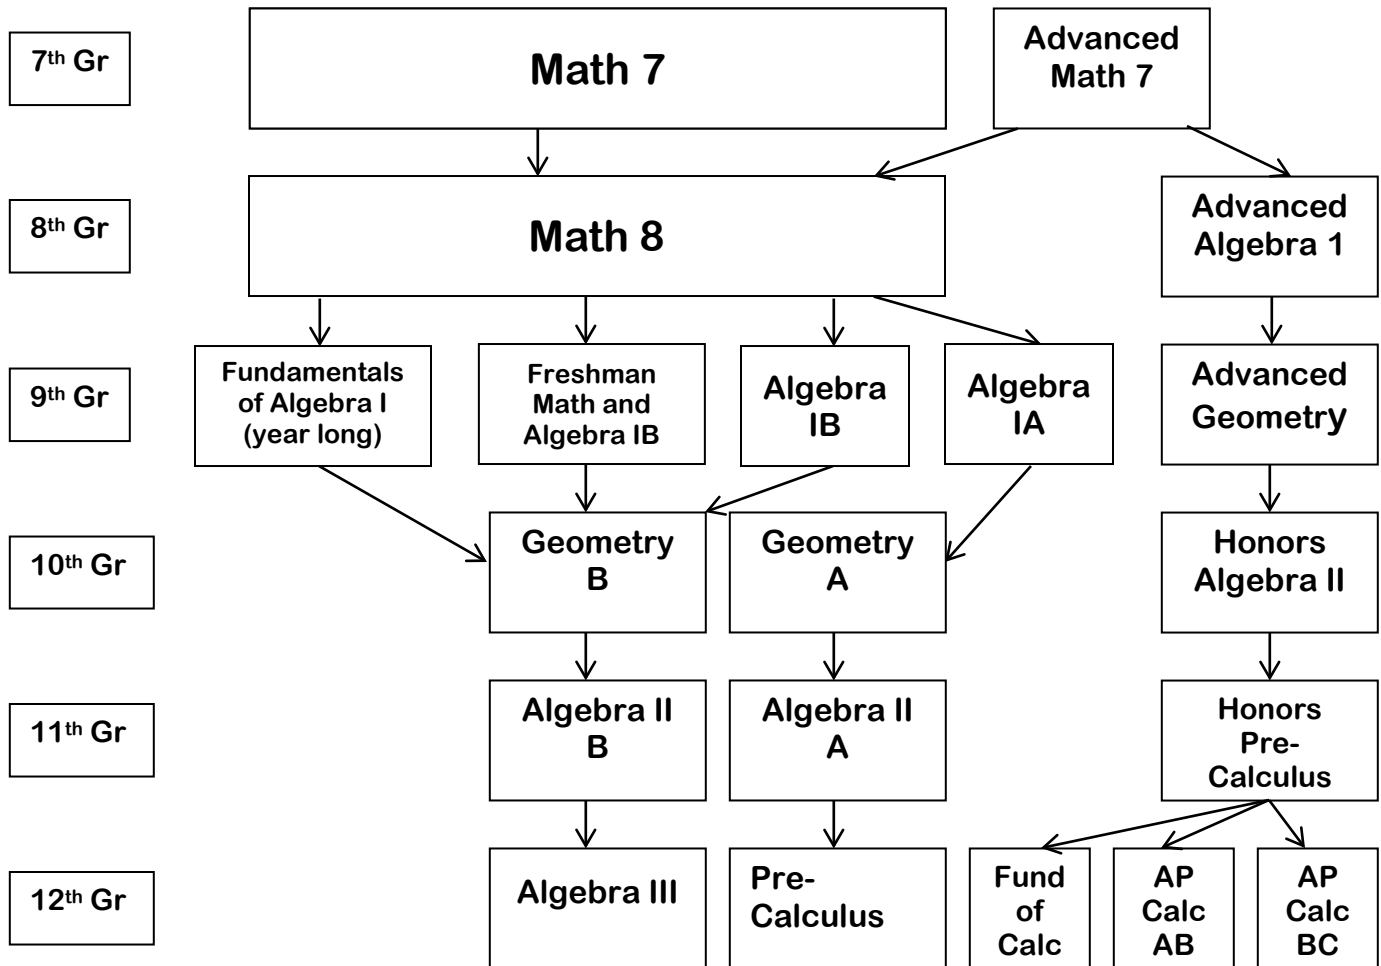 7th Gr
Math 7
Advanced
Math 7
8th Gr
Math 8
Advanced
Algebra 1
9th Gr
Fundamentals
of Algebra I
(year long)
Freshman
Math and
Algebra IB
Algebra
IB
Algebra
IA
Advanced
Geometry
10th Gr
Geometry
B
Geometry
A
Honors
Algebra II
11th Gr
Algebra II
B
Algebra II
A
Honors
Pre-
Calculus
12th Gr
Algebra III
Pre-
Calculus
Fund
of
Calc
AP
Calc
AB
AP
Calc
BC